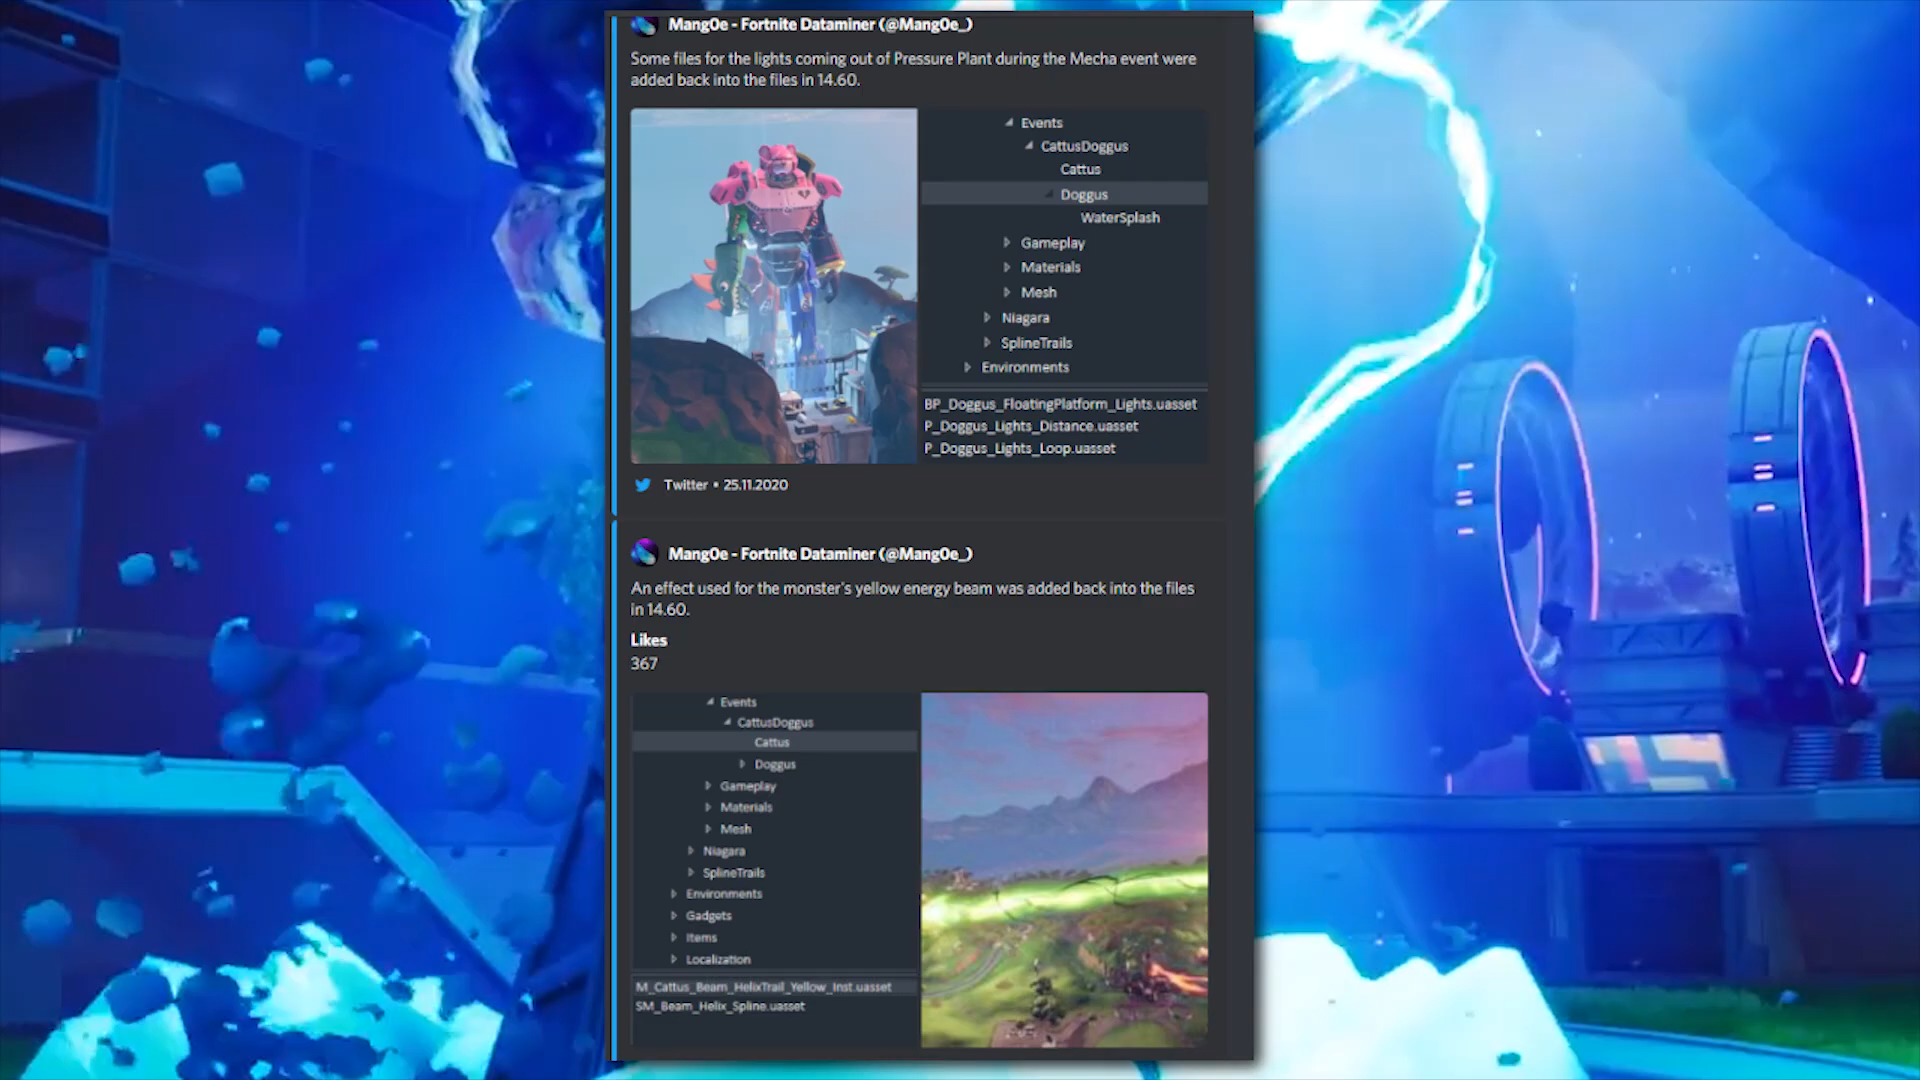 Mang0e - Fortnite Dataminer (@Mang0e_)
Some files for the lights coming out of Pressure Plant during the Mecha event were
added back into the files in 14.60.
Events
CattusDoggus
Cattus
Doggus
WaterSplash
Gameplay
Materials
Mesh
Niagara
SplineTrails
Environments
BP_Doggus_FloatingPlatform_Lights.uasset
P_Doggus_Lights_Distance.uasset
P_Doggus_Lights_Loop.uasset
Twitter • 25.11.2020
Mang0e - Fortnite Dataminer (@Mang0e_)
An effect used for the monster's yellow energy beam was added back into the files
in 14.60.
Likes
367
Events
CattusDoggus
Cattus
Doggus
Gameplay
Materials
Mesh
Niagara
SplineTrails
Environments
Gadgets
Items
Localization
M_Cattus_Beam_HelixTrail_Yellow_Inst.uasset
SM_Beam_Helix_Spline.uasset